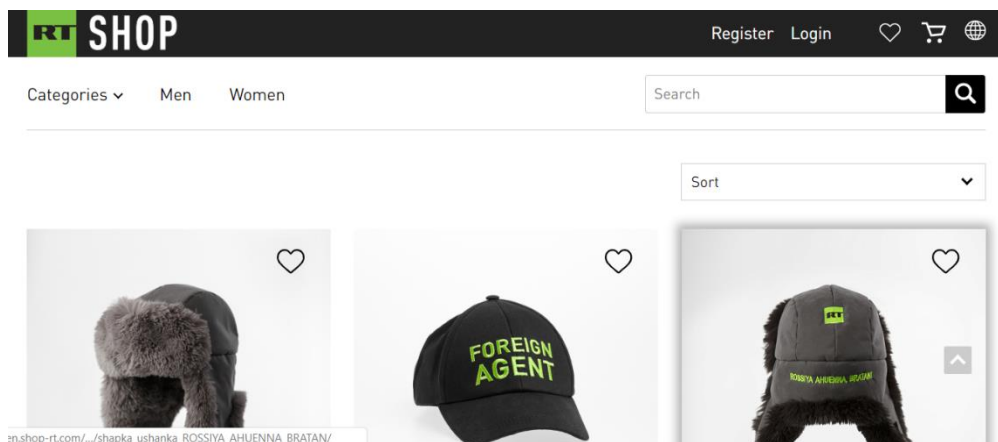 RT SHOP
Register Login
Categories Men Women
Search
Sort
FOREIGN
AGENT
RT
ROSSIYA AHUENNA, BRATAN!
en.shop-rt.com/.../shapka_ushanka_ROSSIYA_AHUENNA_BRATAN/